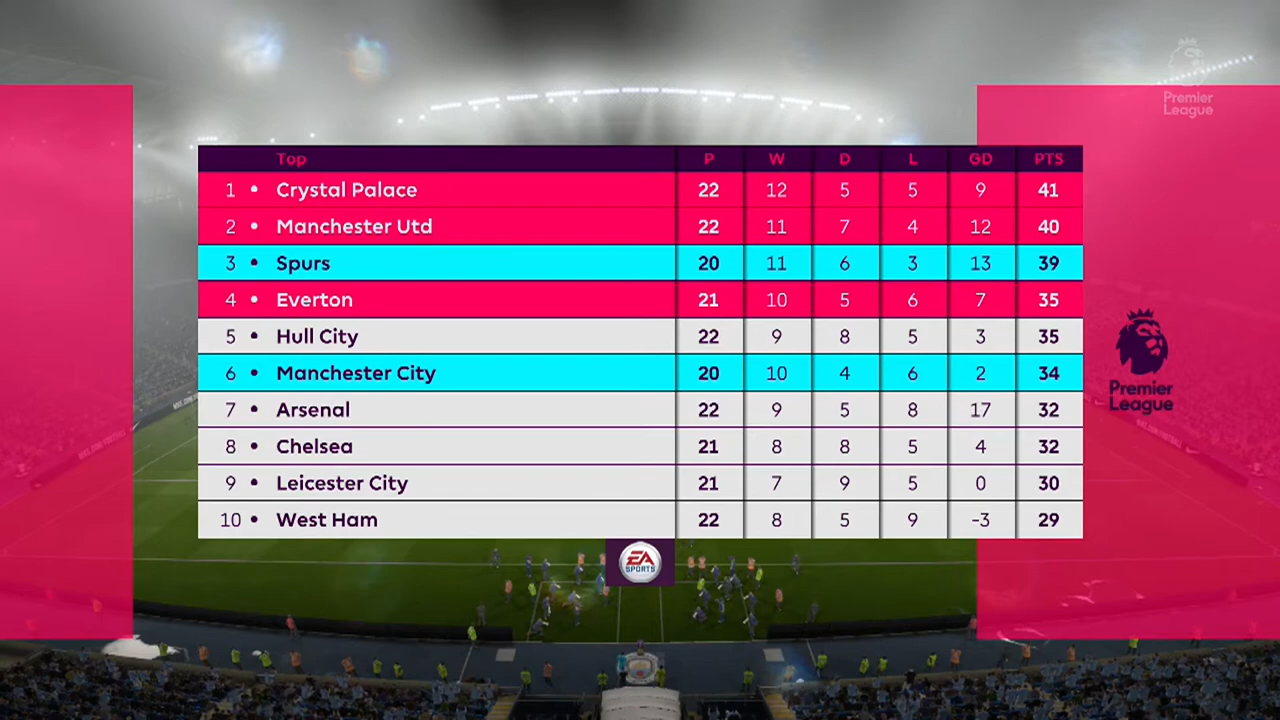 Premier
League
Top P W D L GD PTS
1 • Crystal Palace 22 12 5 5 9 41
2 • Manchester Utd 22 11 7 4 12 40
3 • Spurs 20 11 6 3 13 39
4 • Everton 21 10 5 6 7 35
5 • Hull City 22 9 8 5 3 35
6 • Manchester City 20 10 4 6 2 34
7 • Arsenal 22 9 5 8 17 32
8 • Chelsea 21 8 8 5 4 32
9 • Leicester City 21 7 9 5 0 30
10 • West Ham 22 8 5 9 -3 29
Premier
League
EA
SPORTS